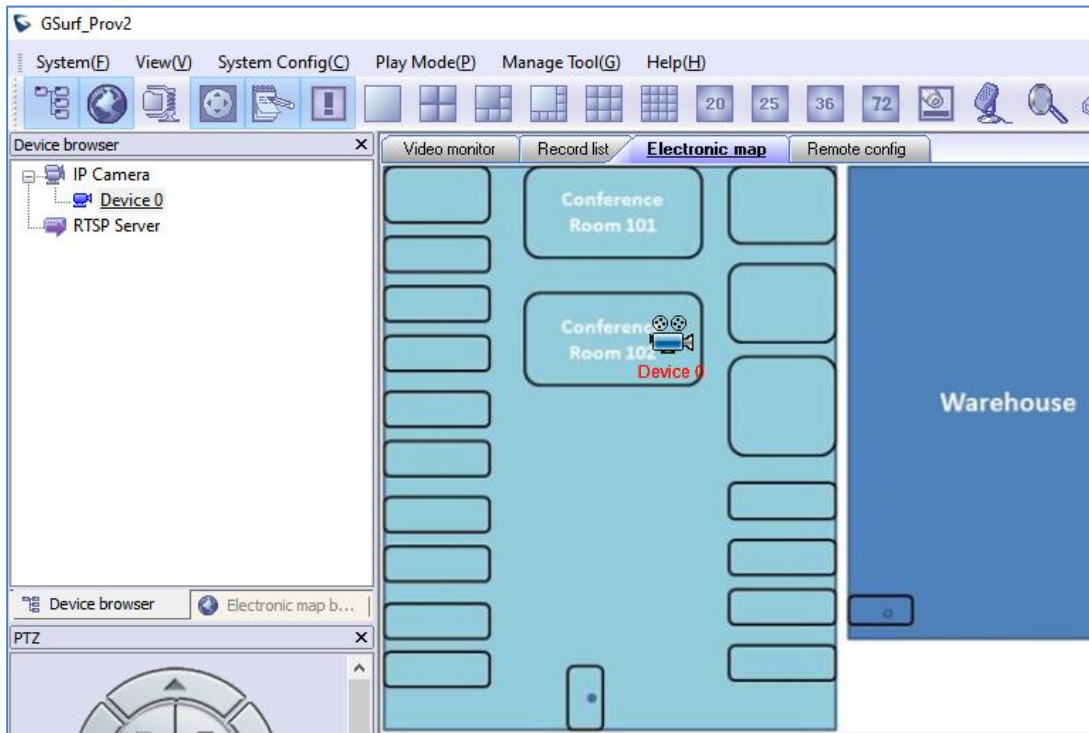 GSurf_Prov2
System(F) View(V) System Config(C) Play Mode(P) Manage Tool(G) Help(H)
20 25 36 72
Device browser
Video monitor Record list Electronic map Remote config
IP Camera
Device 0
RTSP Server
Conference
Room 101
Conference
Room 102
Device 0
Warehouse
Device browser Electronic map b...
PTZ